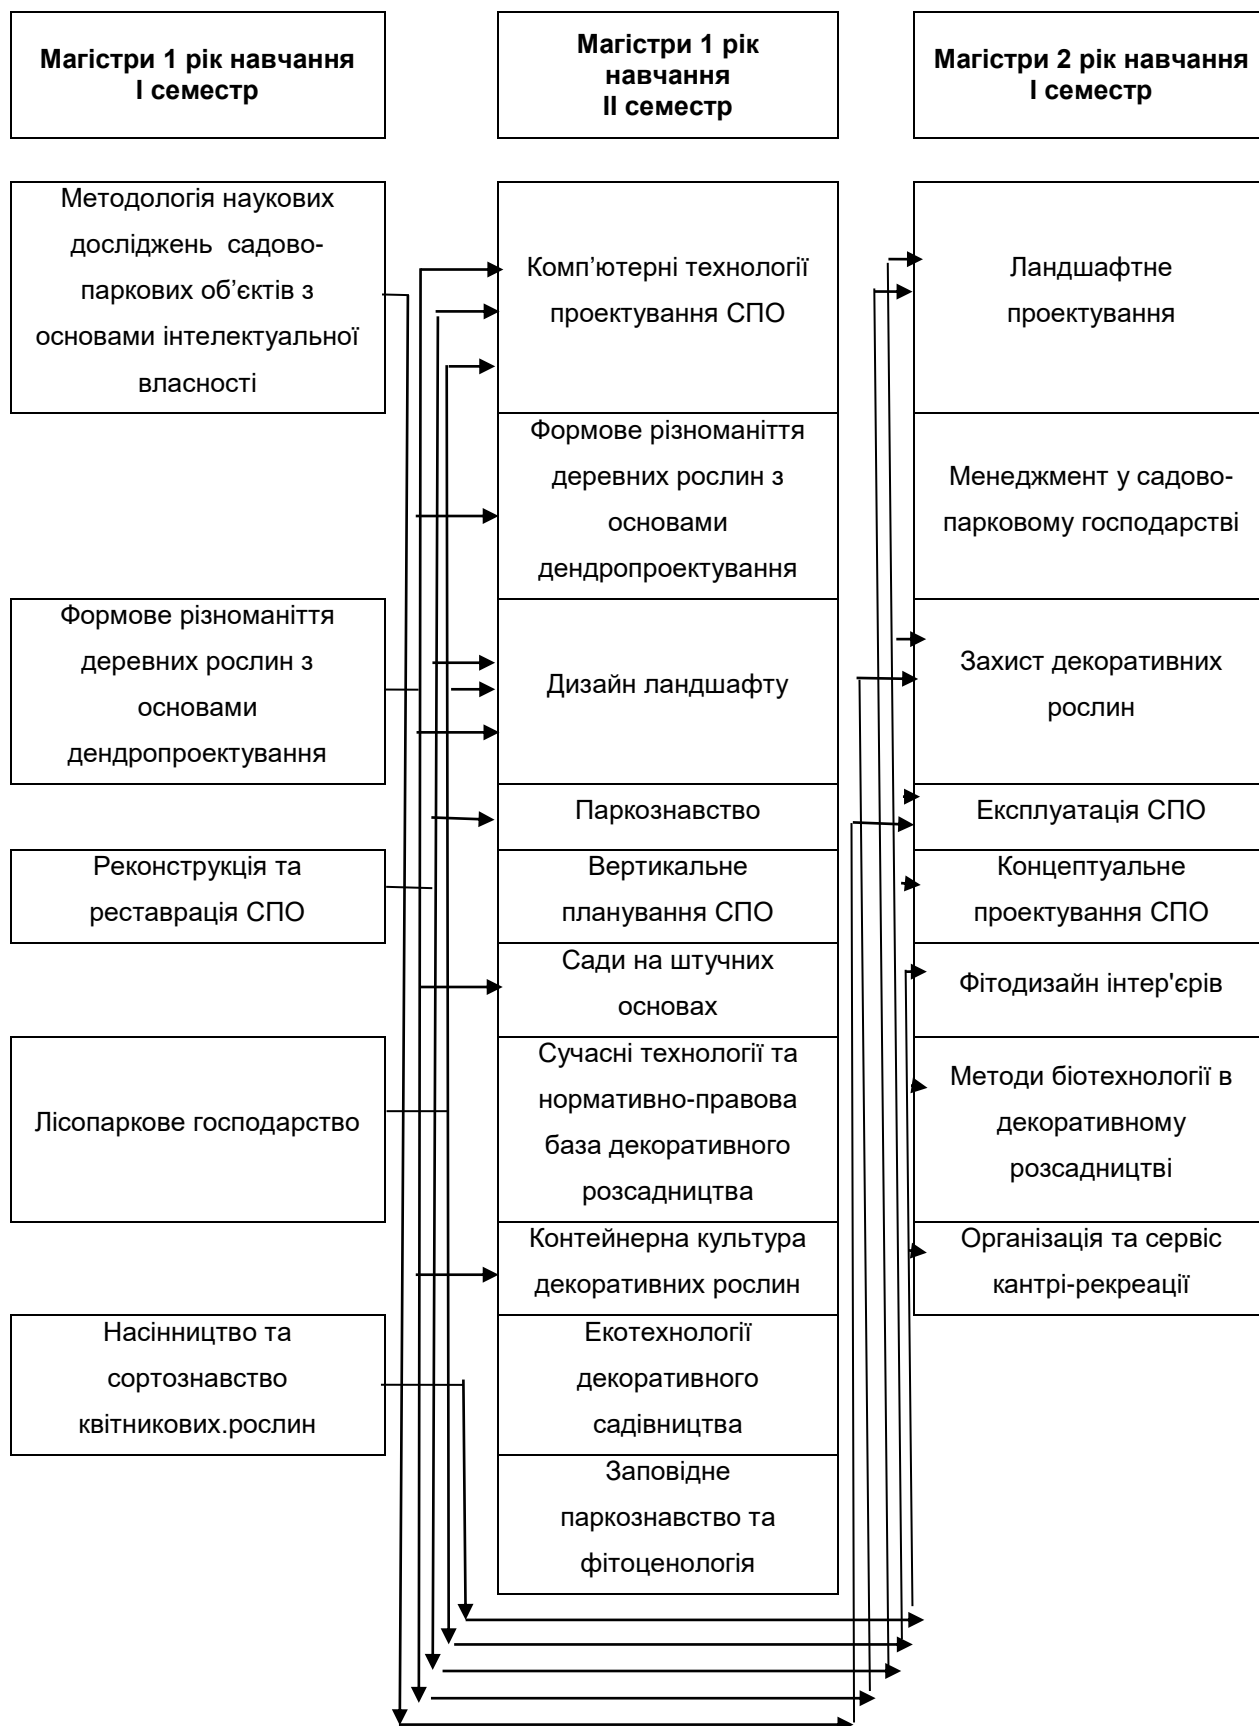 Магістри 1 рік навчання
І семестр
Магістри 1 рік
навчання
ІІ семестр
Магістри 2 рік навчання
І семестр
Методологія наукових
досліджень садово-
паркових об’єктів з
основами інтелектуальної
власності
Формове різноманіття
деревних рослин з
основами
дендропроектування
Реконструкція та
реставрація СПО
Лісопаркове господарство
Насінництво та
сортознавство
квітникових.рослин
Комп’ютерні технології
проектування СПО
Формове різноманіття
деревних рослин з
основами
дендропроектування
Дизайн ландшафту
Паркознавство
Вертикальне
планування СПО
Сади на штучних
основах
Сучасні технології та
нормативно-правова
база декоративного
розсадництва
Контейнерна культура
декоративних рослин
Екотехнології
декоративного
садівництва
Заповідне
паркознавство та
фітоценологія
Ландшафтне
проектування
Менеджмент у садово-
парковому господарстві
Захист декоративних
рослин
Експлуатація СПО
Концептуальне
проектування СПО
Фітодизайн інтер'єрів
Методи біотехнології в
декоративному
розсадництві
Організація та сервіс
кантрі-рекреації